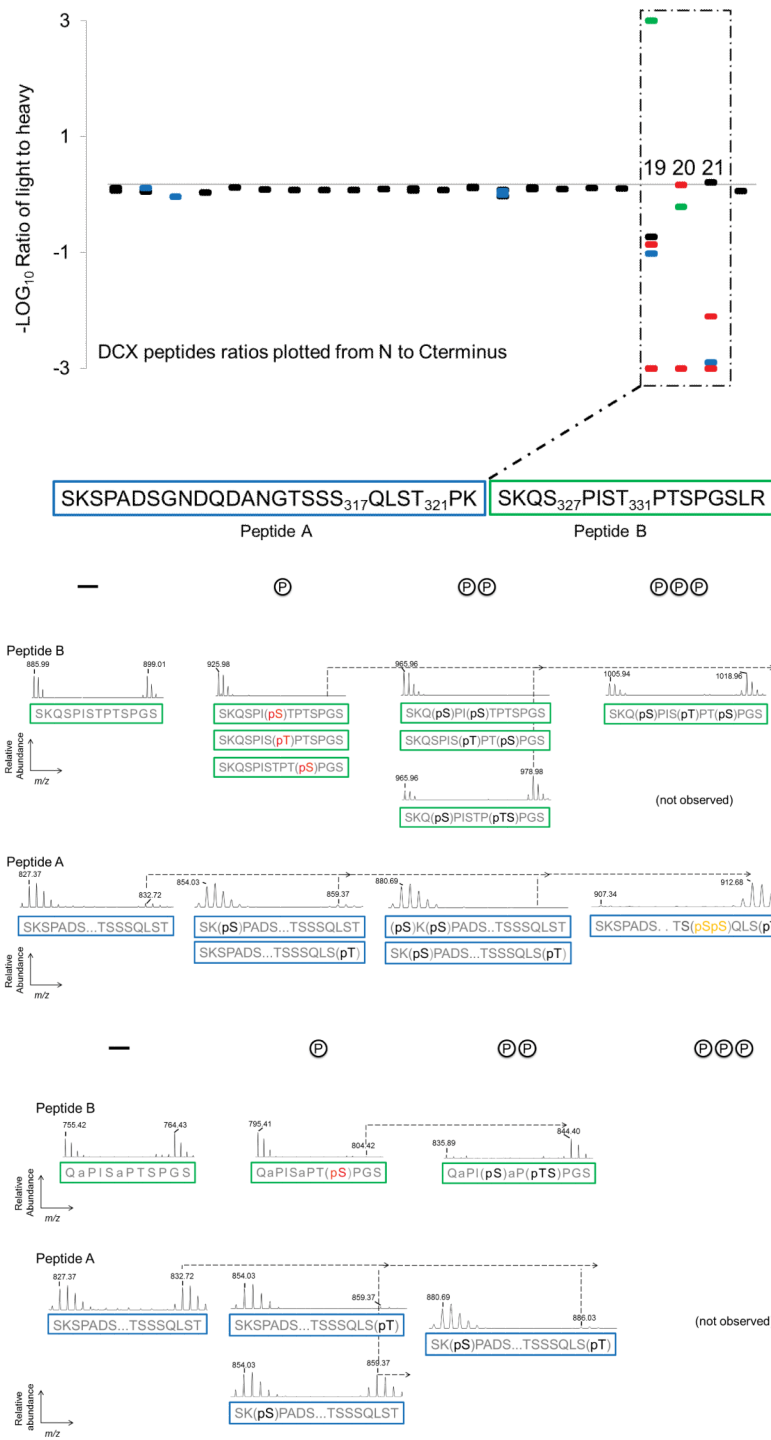 3
1
-1
-3
-LOG10 Ratio of light to heavy
19 20 21
DCX peptides ratios plotted from N to Cterminus
SKSPADSGNDQDANGTSSS317QLST321PK
SKQS327PIST331PTSPGSLR
Peptide A
Peptide B
— P PP PPP
Peptide B
885.99 899.01
925.98
965.96
1005.94 1018.96
SKQSPISTPTSPGS
SKQSPI(pS)TPTSPGS
SKQ(pS)PI(pS)TPTSPGS
SKQ(pS)PIS(pT)PT(pS)PGS
SKQSPIS(pT)PTSPGS
SKQSPIS(pT)PT(pS)PGS
SKQSPISTPT(pS)PGS
Relative
Abundance
m/z
965.96 978.98
SKQ(pS)PISTP(pTS)PGS
(not observed)
Peptide A
827.37 832.72
854.03 859.37
880.69
907.34 912.68
SKSPADS...TSSSQLST
SK(pS)PADS...TSSSQLST
(pS)K(pS)PADS..TSSSQLST
SKSPADS. . TS(pSpS)QLS(pT
SKSPADS...TSSSQLS(pT)
SK(pS)PADS...TSSSQLS(pT)
Relative
Abundance
m/z
— P PP PPP
Peptide B
755.42 764.43
795.41 804.42
835.89 844.40
QaPISaPTSPGS
QaPISaPT(pS)PGS
QaPI(pS)aP(pTS)PGS
Relative
Abundance
m/z
Peptide A
827.37 832.72
854.03 859.37
880.69 886.03
SKSPADS...TSSSQLST
SKSPADS...TSSSQLS(pT)
SK(pS)PADS...TSSSQLS(pT)
(not observed
854.03 859.37
SK(pS)PADS...TSSSQLST
Relative
abundance
m/z